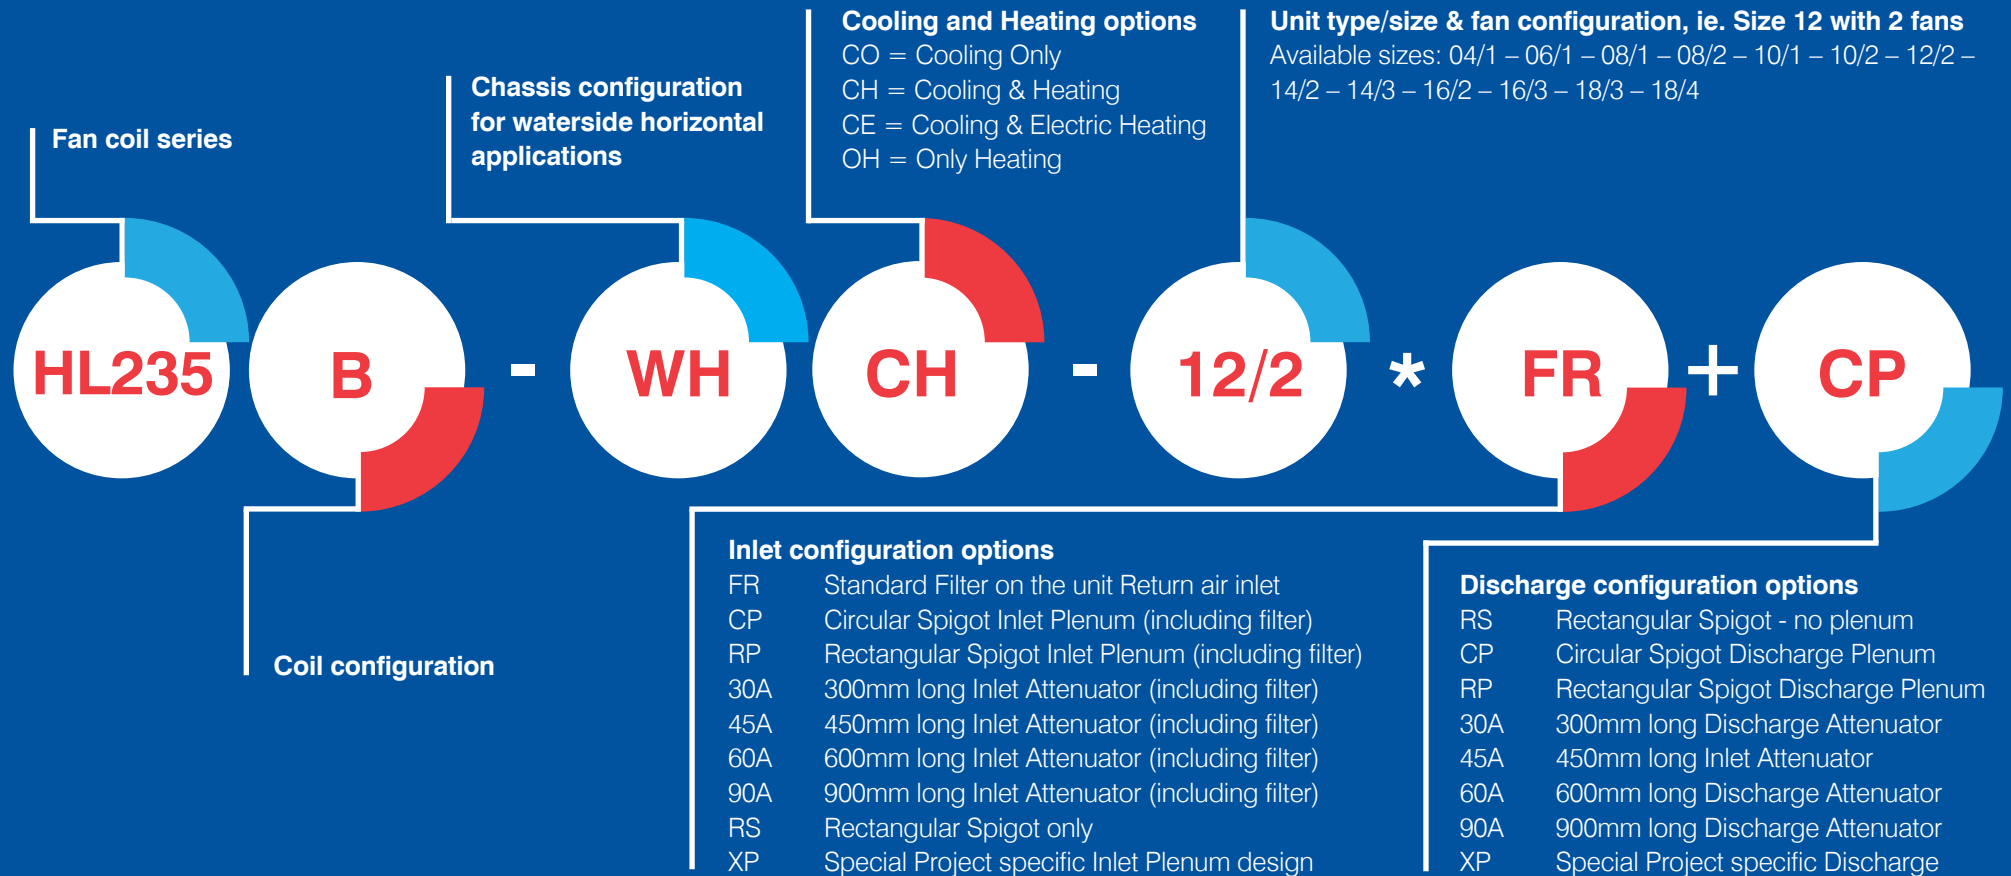 Fan coil series
Chassis configuration
for waterside horizontal
applications
Cooling and Heating options
CO = Cooling Only
CH = Cooling & Heating
CE = Cooling & Electric Heating
OH = Only Heating
Unit type/size & fan configuration, ie. Size 12 with 2 fans
Available sizes: 04/1 – 06/1 – 08/1 – 08/2 – 10/1 – 10/2 – 12/2 –
14/2 – 14/3 – 16/2 – 16/3 – 18/3 – 18/4
HL235 B - WH CH - 12/2 * FR + CP
Coil configuration
Inlet configuration options
FR Standard Filter on the unit Return air inlet
CP Circular Spigot Inlet Plenum (including filter)
RP Rectangular Spigot Inlet Plenum (including filter)
30A 300mm long Inlet Attenuator (including filter)
45A 450mm long Inlet Attenuator (including filter)
60A 600mm long Inlet Attenuator (including filter)
90A 900mm long Inlet Attenuator (including filter)
RS Rectangular Spigot only
XP Special Project specific Inlet Plenum design
Discharge configuration options
RS Rectangular Spigot - no plenum
CP Circular Spigot Discharge Plenum
RP Rectangular Spigot Discharge Plenum
30A 300mm long Discharge Attenuator
45A 450mm long Inlet Attenuator
60A 600mm long Discharge Attenuator
90A 900mm long Discharge Attenuator
XP Special Project specific Discharge